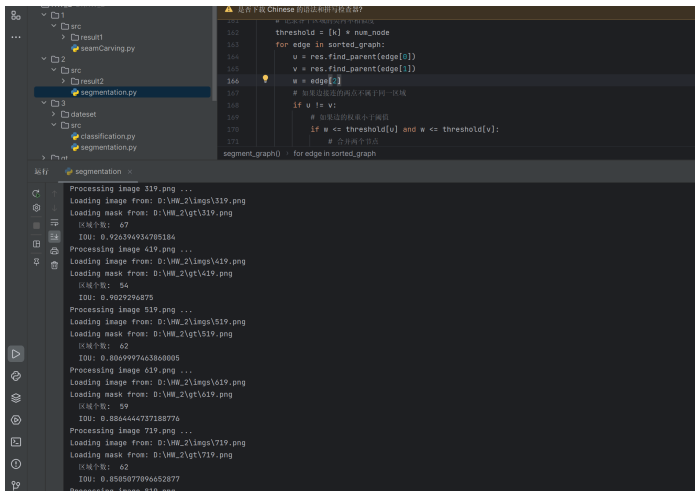 1
src
result1
seamCarving.py
2
src
result2
segmentation.py
3
dateset
src
classification.py
segmentation.py
是否下载 Chinese 的语法和拼写检查器?
162 threshold = [k] * num_node
163 for edge in sorted_graph:
164 u = res.find_parent(edge[0])
165 v = res.find_parent(edge[1])
166 w = edge[2]
167 # 如果边连接的两点不属于同一区域
168 if u != v:
169 # 如果边的权重小于阈值
170 if w <= threshold[u] and w <= threshold[v]:
171 # 合并两个节点
segment_graph() › for edge in sorted_graph
运行 segmentation ×
Processing image 319.png ...
Loading image from: D:\HW_2\imgs\319.png
Loading mask from: D:\HW_2\gt\319.png
区域个数: 67
IOU: 0.926394934705184
Processing image 419.png ...
Loading image from: D:\HW_2\imgs\419.png
Loading mask from: D:\HW_2\gt\419.png
区域个数: 54
IOU: 0.9029296875
Processing image 519.png ...
Loading image from: D:\HW_2\imgs\519.png
Loading mask from: D:\HW_2\gt\519.png
区域个数: 62
IOU: 0.8069997463860005
Processing image 619.png ...
Loading image from: D:\HW_2\imgs\619.png
Loading mask from: D:\HW_2\gt\619.png
区域个数: 59
IOU: 0.8864444737188776
Processing image 719.png ...
Loading image from: D:\HW_2\imgs\719.png
Loading mask from: D:\HW_2\gt\719.png
区域个数: 62
IOU: 0.8505077096652877
Processing image 819.png ...